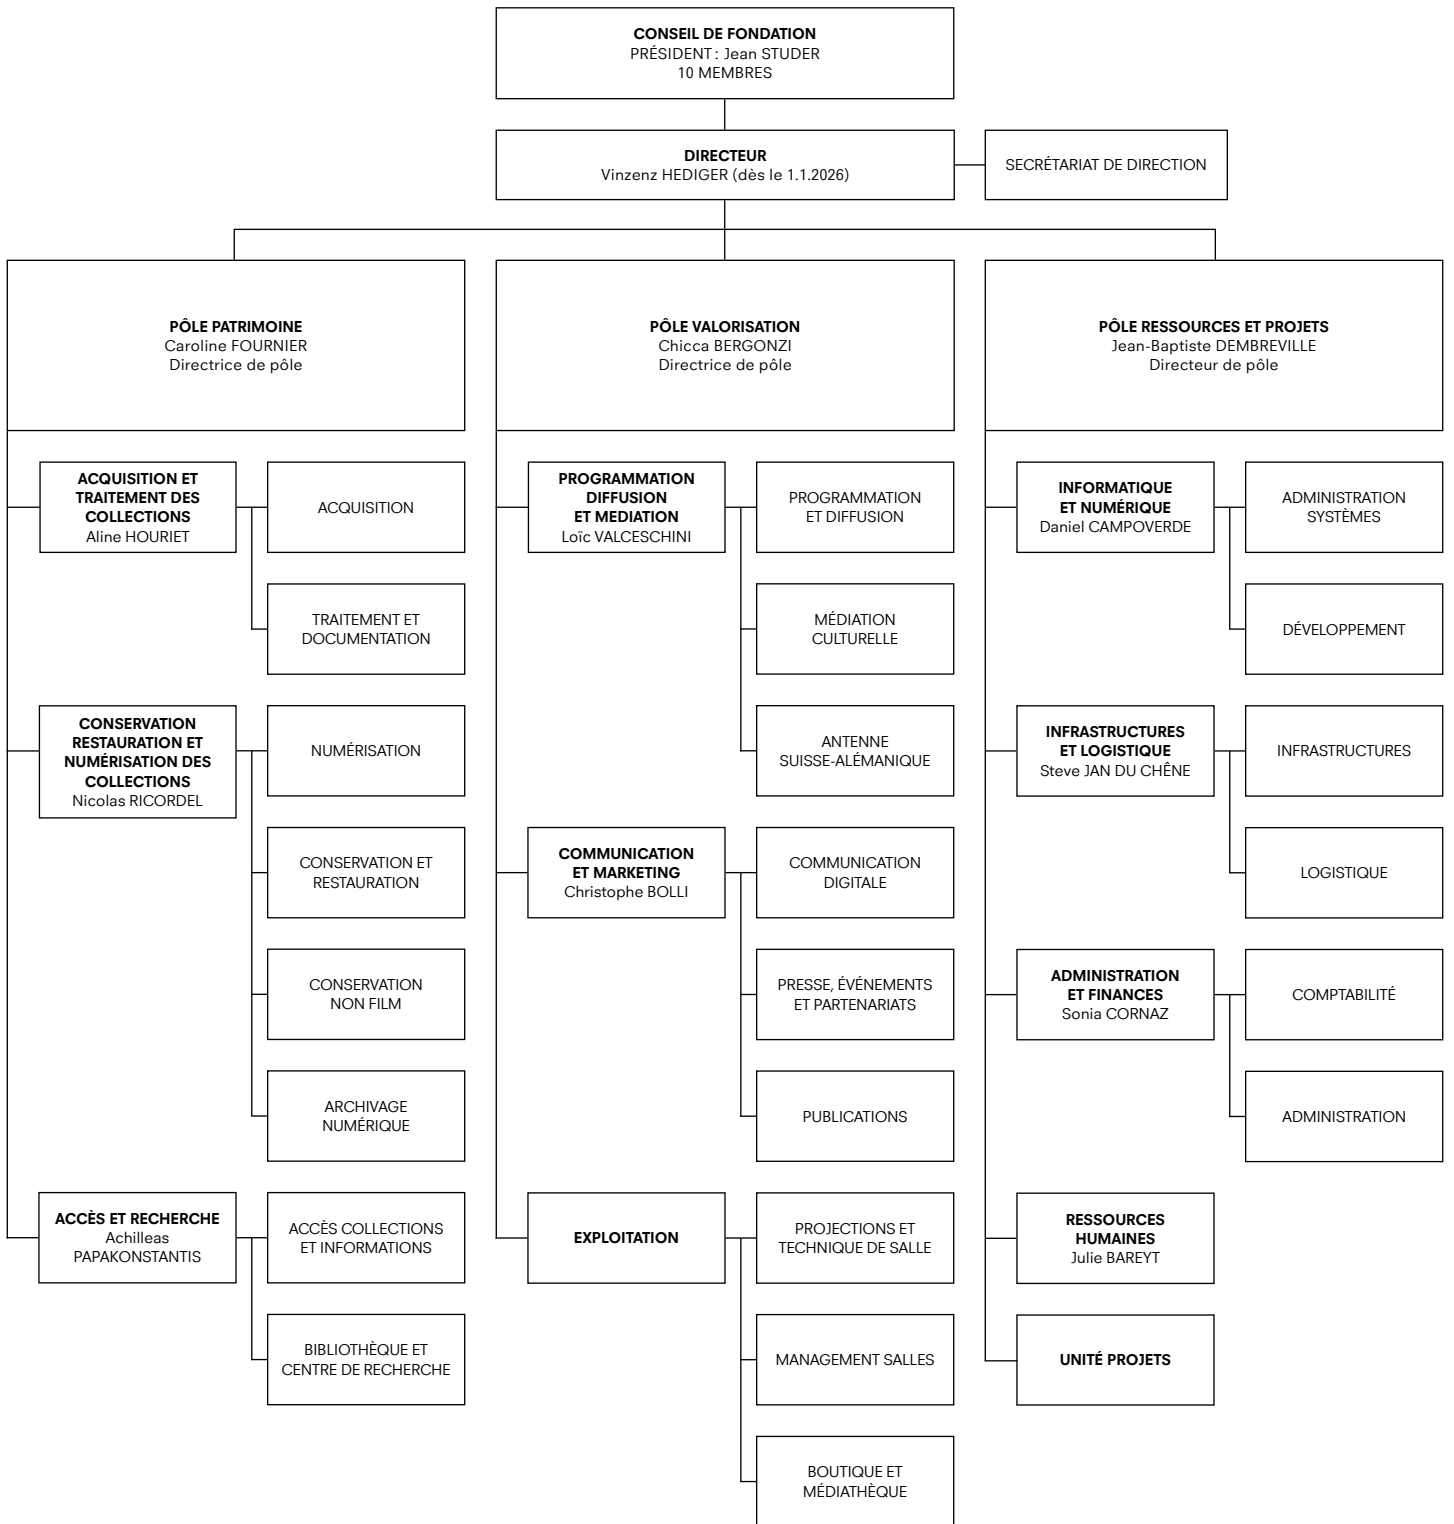 CONSEIL DE FONDATION
PRÉSIDENT : Jean STUDER
10 MEMBRES
DIRECTEUR
Vinzenz HEDIGER (dès le 1.1.2026)
SECRÉTARIAT DE DIRECTION
PÔLE PATRIMOINE
Caroline FOURNIER
Directrice de pôle
PÔLE VALORISATION
Chicca BERGONZI
Directrice de pôle
PÔLE RESSOURCES ET PROJETS
Jean-Baptiste DEMBREVILLE
Directeur de pôle
ACQUISITION ET
TRAITEMENT DES
COLLECTIONS
Aline HOURIET
ACQUISITION
TRAITEMENT ET
DOCUMENTATION
CONSERVATION
RESTAURATION ET
NUMÉRISATION DES
COLLECTIONS
Nicolas RICORDEL
NUMÉRISATION
CONSERVATION ET
RESTAURATION
CONSERVATION
NON FILM
ARCHIVAGE
NUMÉRIQUE
ACCÈS ET RECHERCHE
Achilleas
PAPAKONSTANTIS
ACCÈS COLLECTIONS
ET INFORMATIONS
BIBLIOTHÈQUE ET
CENTRE DE RECHERCHE
PROGRAMMATION
DIFFUSION
ET MEDIATION
Loïc VALCESCHINI
PROGRAMMATION
ET DIFFUSION
MÉDIATION
CULTURELLE
ANTENNE
SUISSE-ALÉMANIQUE
COMMUNICATION
ET MARKETING
Christophe BOLLI
COMMUNICATION
DIGITALE
PRESSE, ÉVÉNEMENTS
ET PARTENARIATS
PUBLICATIONS
EXPLOITATION
PROJECTIONS ET
TECHNIQUE DE SALLE
MANAGEMENT SALLES
BOUTIQUE ET
MÉDIATHÈQUE
INFORMATIQUE
ET NUMÉRIQUE
Daniel CAMPOVERDE
ADMINISTRATION
SYSTÈMES
DÉVELOPPEMENT
INFRASTRUCTURES
ET LOGISTIQUE
Steve JAN DU CHÊNE
INFRASTRUCTURES
LOGISTIQUE
ADMINISTRATION
ET FINANCES
Sonia CORNAZ
COMPTABILITÉ
ADMINISTRATION
RESSOURCES
HUMAINES
Julie BAREYT
UNITÉ PROJETS